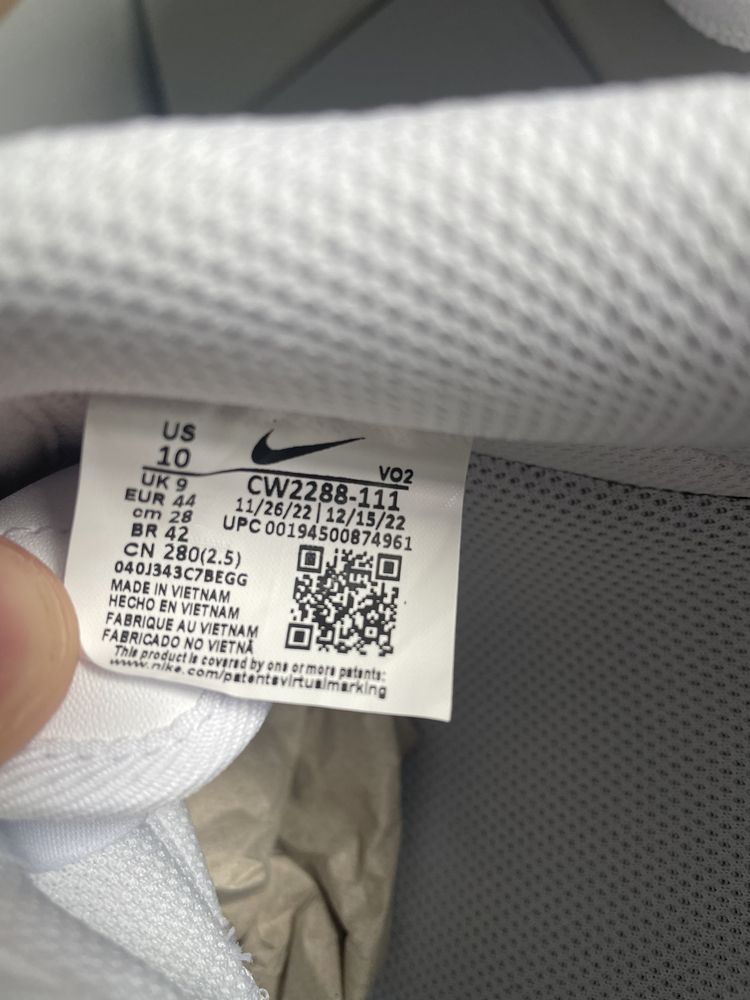 US
10
UK 9
EUR 44
cm 28
BR 42
CN 280(2.5)
040J343C7BEGG
MADE IN VIETNAM
HECHO EN VIETNAM
FABRIQUE AU VIETNAM
FABRICADO NO VIETNÃ
VO2
CW2288-111
11/26/22 | 12/15/22
UPC 00194500874961
This product is covered by one or more patents:
www.nike.com/patentsvirtualmarking